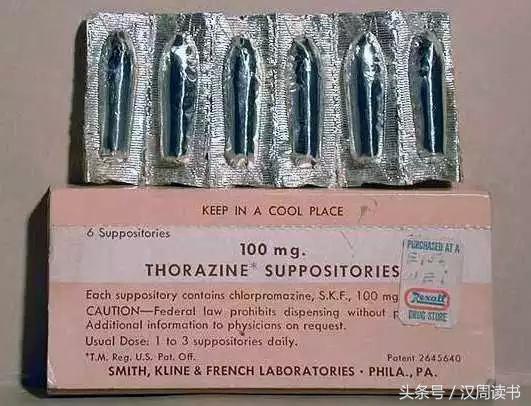 KEEP IN A COOL PLACE
6 Suppositories
100 mg.
THORAZINE* SUPPOSITORIES
Each suppository contains chlorpromazine, S.K.F., 100 mg
CAUTION—Federal law prohibits dispensing without
Additional information to physicians on request.
Usual Dose: 1 to 3 suppositories daily.
*T.M. Reg. U.S. Pat. Off.
Patent 2645640
SMITH, KLINE & FRENCH LABORATORIES • PHILA., PA.
PURCHASED AT A
Rexall
DRUG STORE
头条号 / 汉周读书